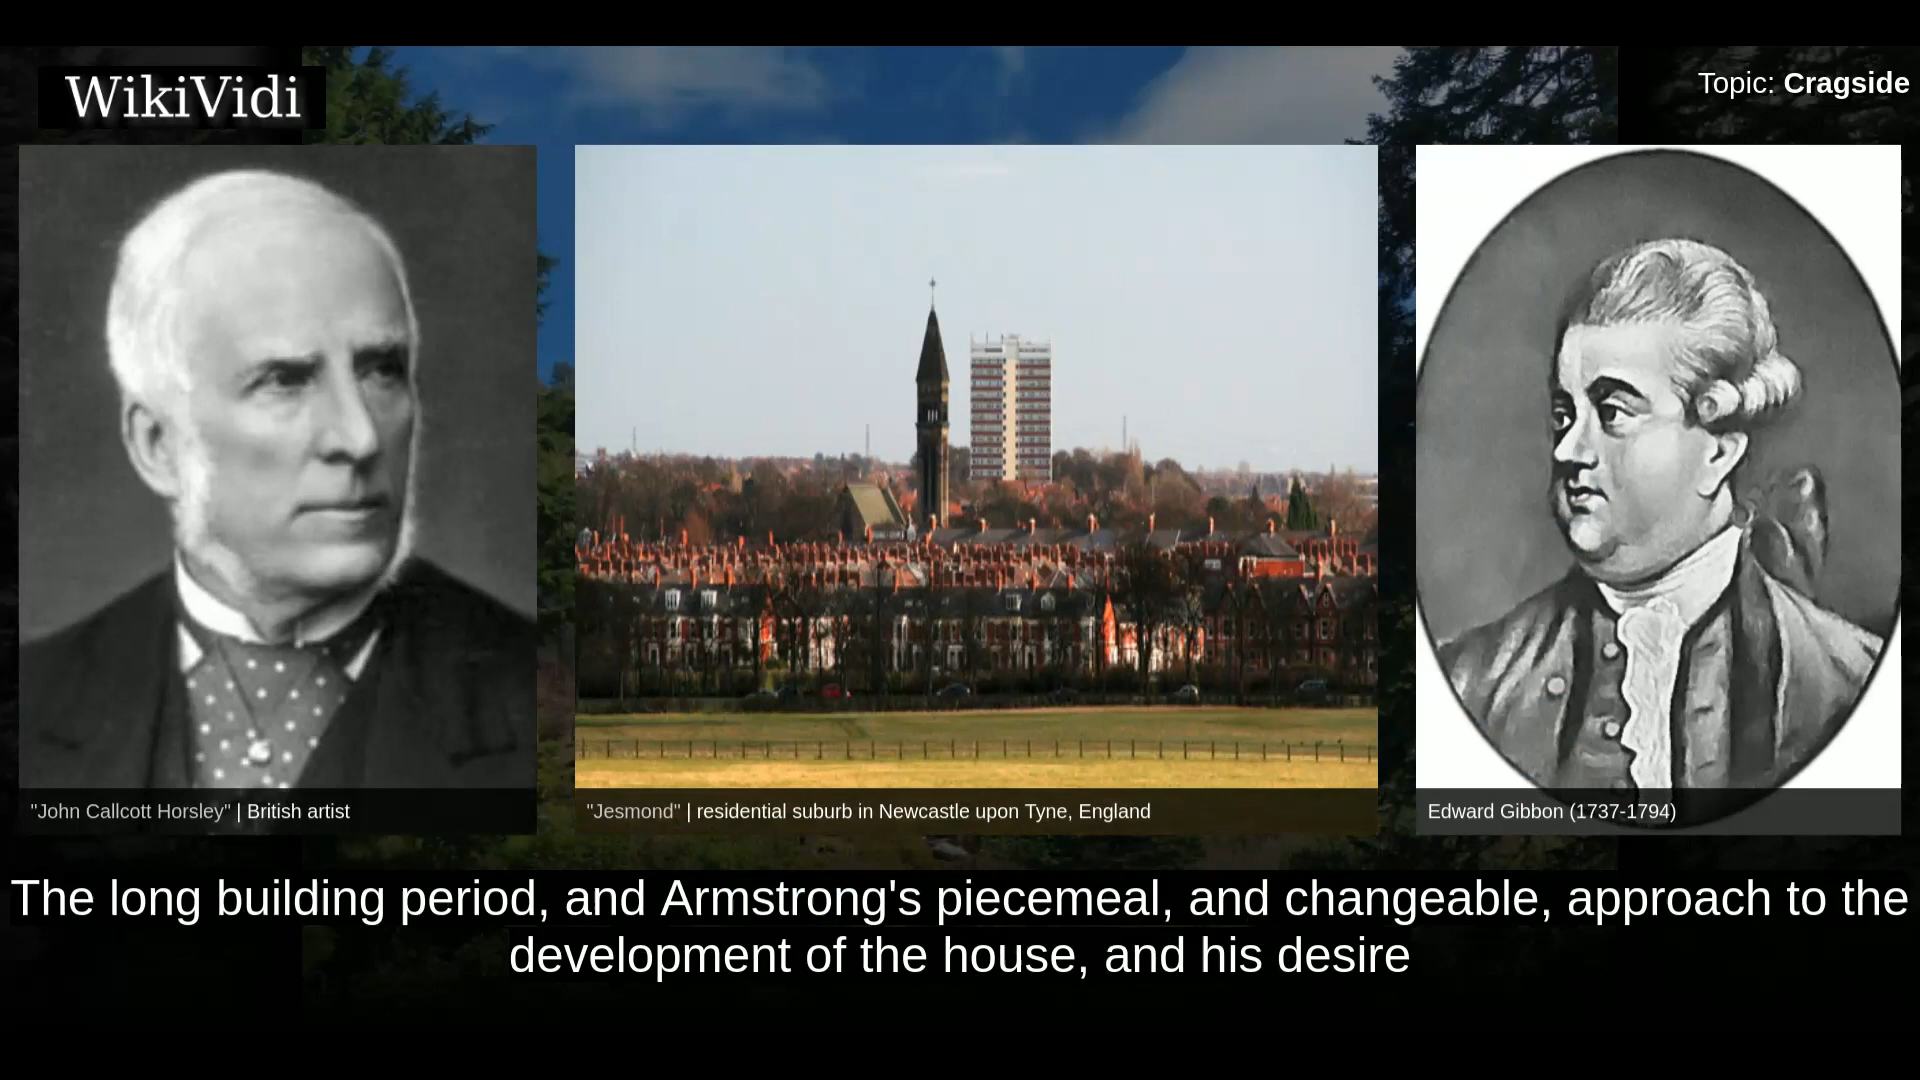 WikiVidi
Topic: Cragside
"John Callcott Horsley" | British artist
"Jesmond" | residential suburb in Newcastle upon Tyne, England
Edward Gibbon (1737-1794)
The long building period, and Armstrong's piecemeal, and changeable, approach to the
development of the house, and his desire